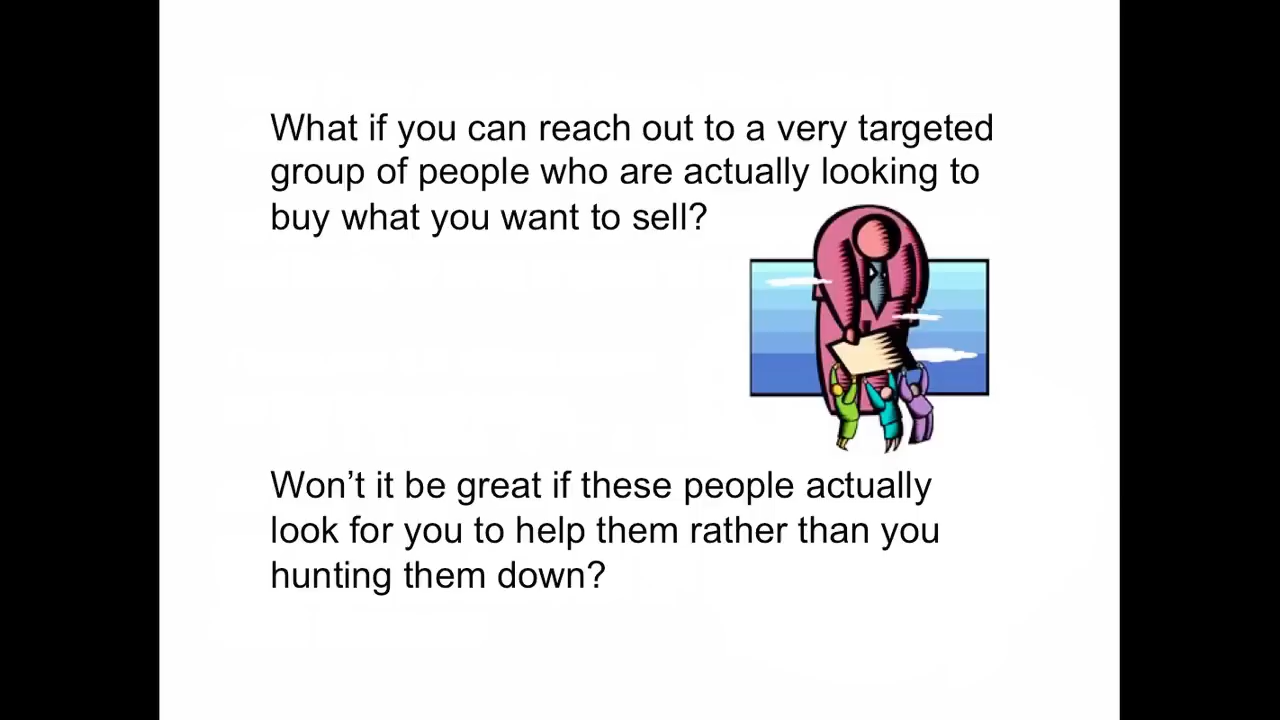 What if you can reach out to a very targeted
group of people who are actually looking to
buy what you want to sell?
Won’t it be great if these people actually
look for you to help them rather than you
hunting them down?